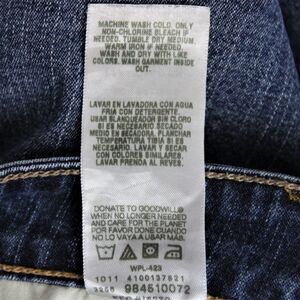 MACHINE WASH COLD. ONLY
NON-CHLORINE BLEACH IF
NEEDED. TUMBLE DRY MEDIUM.
WARM IRON IF NEEDED.
WASH AND DRY WITH LIKE
COLORS. WASH GARMENT INSIDE
OUT.
LAVAR EN LAVADORA CON AGUA
FRIA CON DETERGENTE.
USAR BLANQUEADOR SIN CLORO
SI ES NECESARIO. SECADO
MEDIO EN SECADORA. PLANCHAR
TEMPERATURA TIBIA SI ES
NECESARIO. LAVAR Y SECAR
CON COLORES SIMILARES.
LAVAR PRENDA AL REVES.
DONATE TO GOODWILL®
WHEN NO LONGER NEEDED
AND CARE FOR THE PLANET
DONE CUANDO YA
NO LO VAYA A USAR MAS.
WPL-423
1011 4100137821
984510072